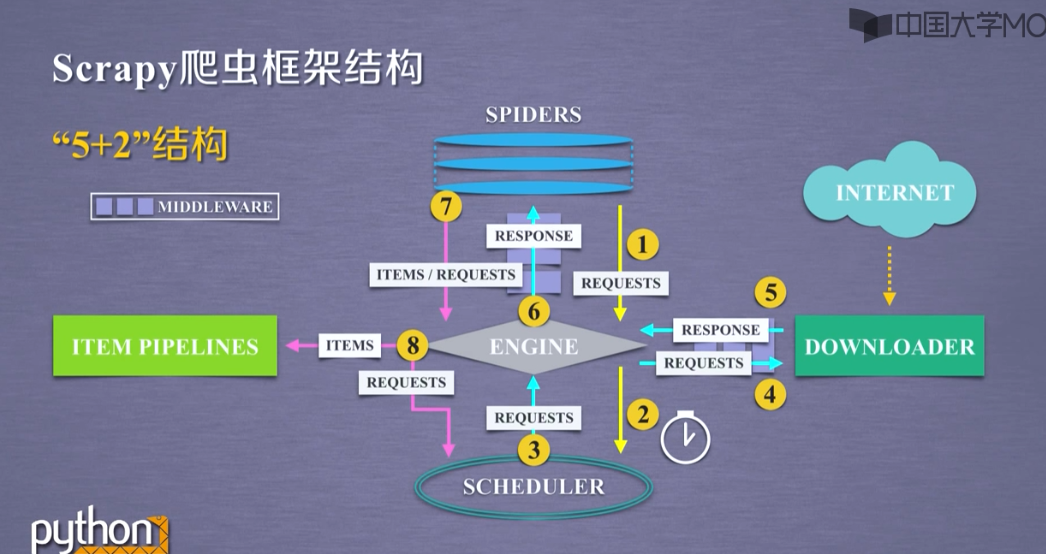 中国大学MO
Scrapy爬虫框架结构
“5+2”结构
MIDDLEWARE
SPIDERS
INTERNET
7
RESPONSE
1
ITEMS / REQUESTS
REQUESTS
6
5
ITEM PIPELINES
ITEMS
8
ENGINE
RESPONSE
REQUESTS
DOWNLOADER
REQUESTS
4
REQUESTS
2
3
SCHEDULER
python